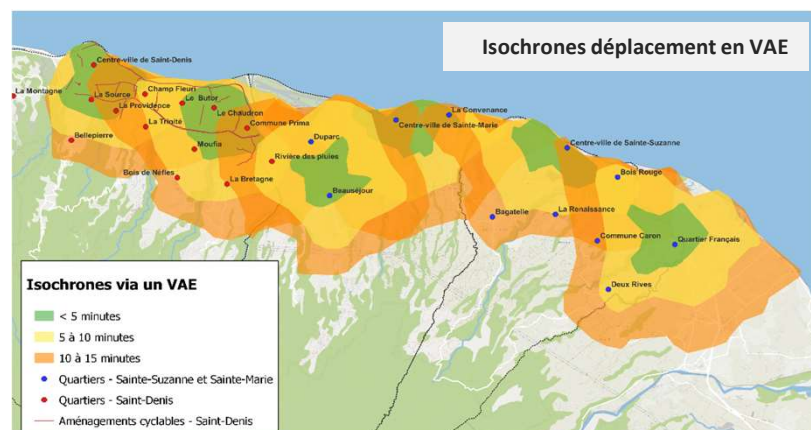 Isochrones déplacement en VAE
Centre-ville de Saint-Denis
La Montagne
La Source
Champ Fleuri
La Providence
Le Butor
Le Chaudron
La Trinité
Commune Prima
Bellepierre
Moufia
Bois de Nèfles
La Bretagne
Rivière des pluies
Duparc
Beauséjour
La Convenance
Centre-ville de Sainte-Marie
Centre-ville de Sainte-Suzanne
Bois Rouge
Bagatelle
La Renaissance
Commune Caron
Quartier Français
Deux Rives
Isochrones via un VAE
< 5 minutes
5 à 10 minutes
10 à 15 minutes
Quartiers - Sainte-Suzanne et Sainte-Marie
Quartiers - Saint-Denis
Aménagements cyclables - Saint-Denis